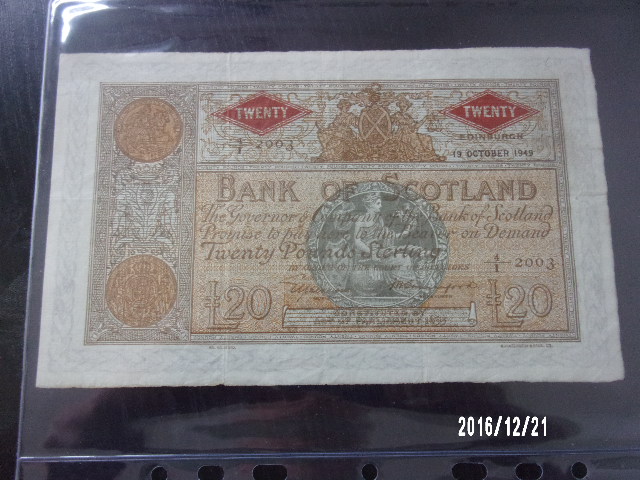 TWENTY
TWENTY
4/1 2003
EDINBURGH
19 OCTOBER 1949
BANK OF SCOTLAND
The Governor & Company of the Bank of Scotland
Promise to pay here to the Bearer on Demand
Twenty Pounds Sterling
4/1 2003
£20
£20
2016/12/21